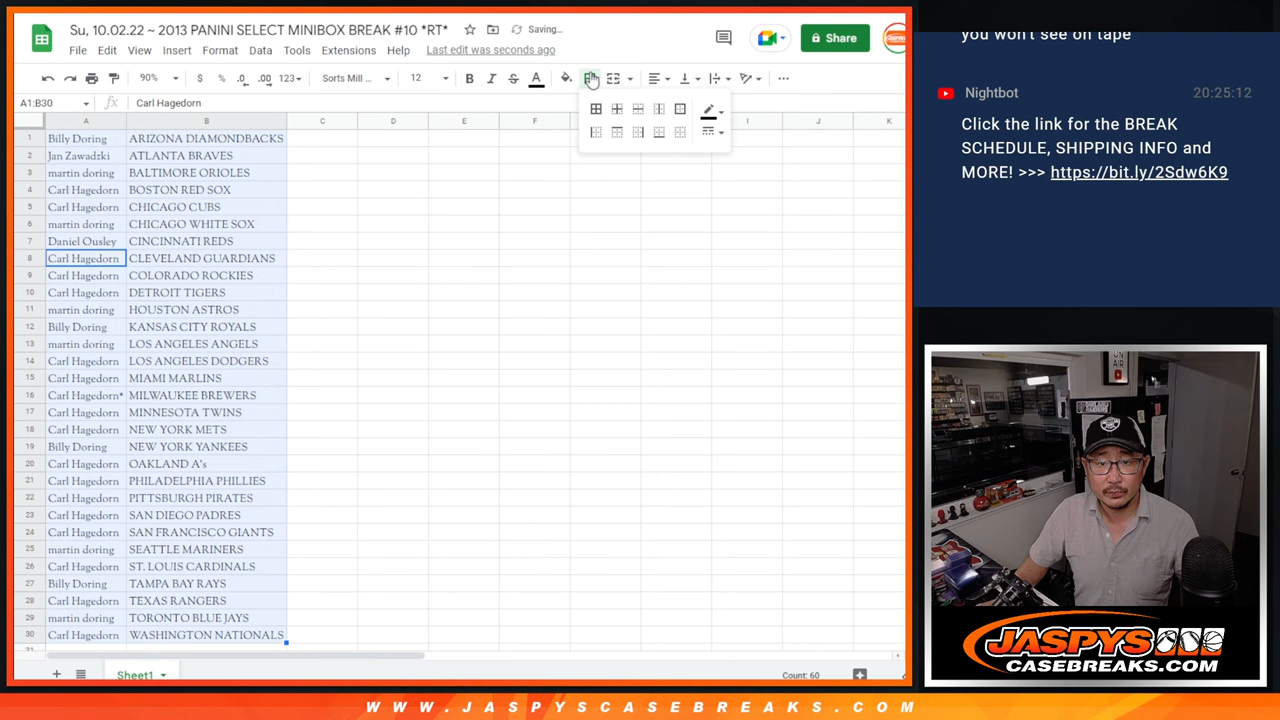 Su, 10.02.22 ~ 2013 PANINI SELECT MINIBOX BREAK #10 *RT*
Saving...
File Edit View Insert Format Data Tools Extensions Help Last edit was seconds ago
Share
90% $ % .0 .00 123 Sorts Mill ... 12 B I S A
A1:B30 fx Carl Hagedorn
A B C D E F I J K
1 Billy Doring ARIZONA DIAMONDBACKS
2 Jan Zawadzki ATLANTA BRAVES
3 martin doring BALTIMORE ORIOLES
4 Carl Hagedorn BOSTON RED SOX
5 Carl Hagedorn CHICAGO CUBS
6 martin doring CHICAGO WHITE SOX
7 Daniel Ousley CINCINNATI REDS
8 Carl Hagedorn CLEVELAND GUARDIANS
9 Carl Hagedorn COLORADO ROCKIES
10 Carl Hagedorn DETROIT TIGERS
11 martin doring HOUSTON ASTROS
12 Billy Doring KANSAS CITY ROYALS
13 martin doring LOS ANGELES ANGELS
14 Carl Hagedorn LOS ANGELES DODGERS
15 Carl Hagedorn MIAMI MARLINS
16 Carl Hagedorn* MILWAUKEE BREWERS
17 Carl Hagedorn MINNESOTA TWINS
18 Carl Hagedorn NEW YORK METS
19 Billy Doring NEW YORK YANKEES
20 Carl Hagedorn OAKLAND A's
21 Carl Hagedorn PHILADELPHIA PHILLIES
22 Carl Hagedorn PITTSBURGH PIRATES
23 Carl Hagedorn SAN DIEGO PADRES
24 Carl Hagedorn SAN FRANCISCO GIANTS
25 martin doring SEATTLE MARINERS
26 Carl Hagedorn ST. LOUIS CARDINALS
27 Billy Doring TAMPA BAY RAYS
28 Carl Hagedorn TEXAS RANGERS
29 martin doring TORONTO BLUE JAYS
30 Carl Hagedorn WASHINGTON NATIONALS
Sheet1
Count: 60
you won't see on tape
Nightbot 20:25:12
Click the link for the BREAK
SCHEDULE, SHIPPING INFO and
MORE! >>> https://bit.ly/2Sdw6K9
ON AIR
JASPYS
CASEBREAKS.COM
WWW.JASPYSCASEBREAKS.COM